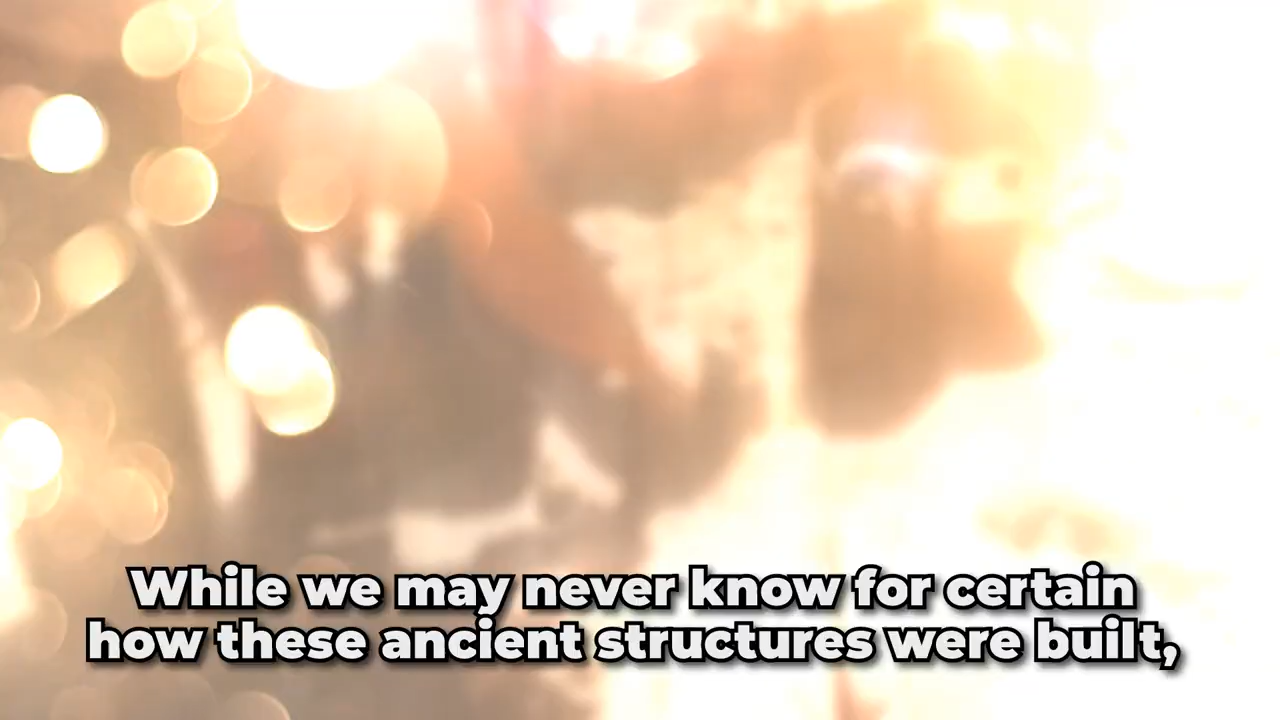 While we may never know for certain
how these ancient structures were built,